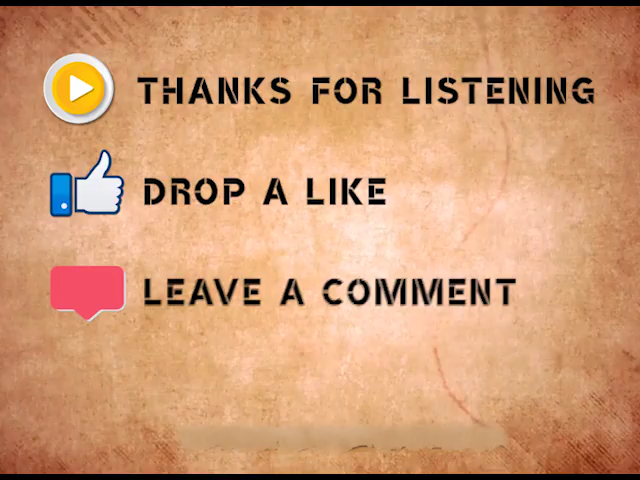 THANKS FOR LISTENING
DROP A LIKE
LEAVE A COMMENT